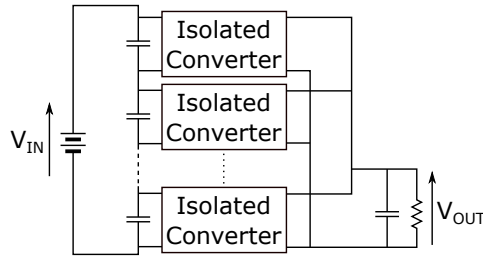 Isolated
Converter
Isolated
Converter
V_IN
Isolated
Converter
V_OUT